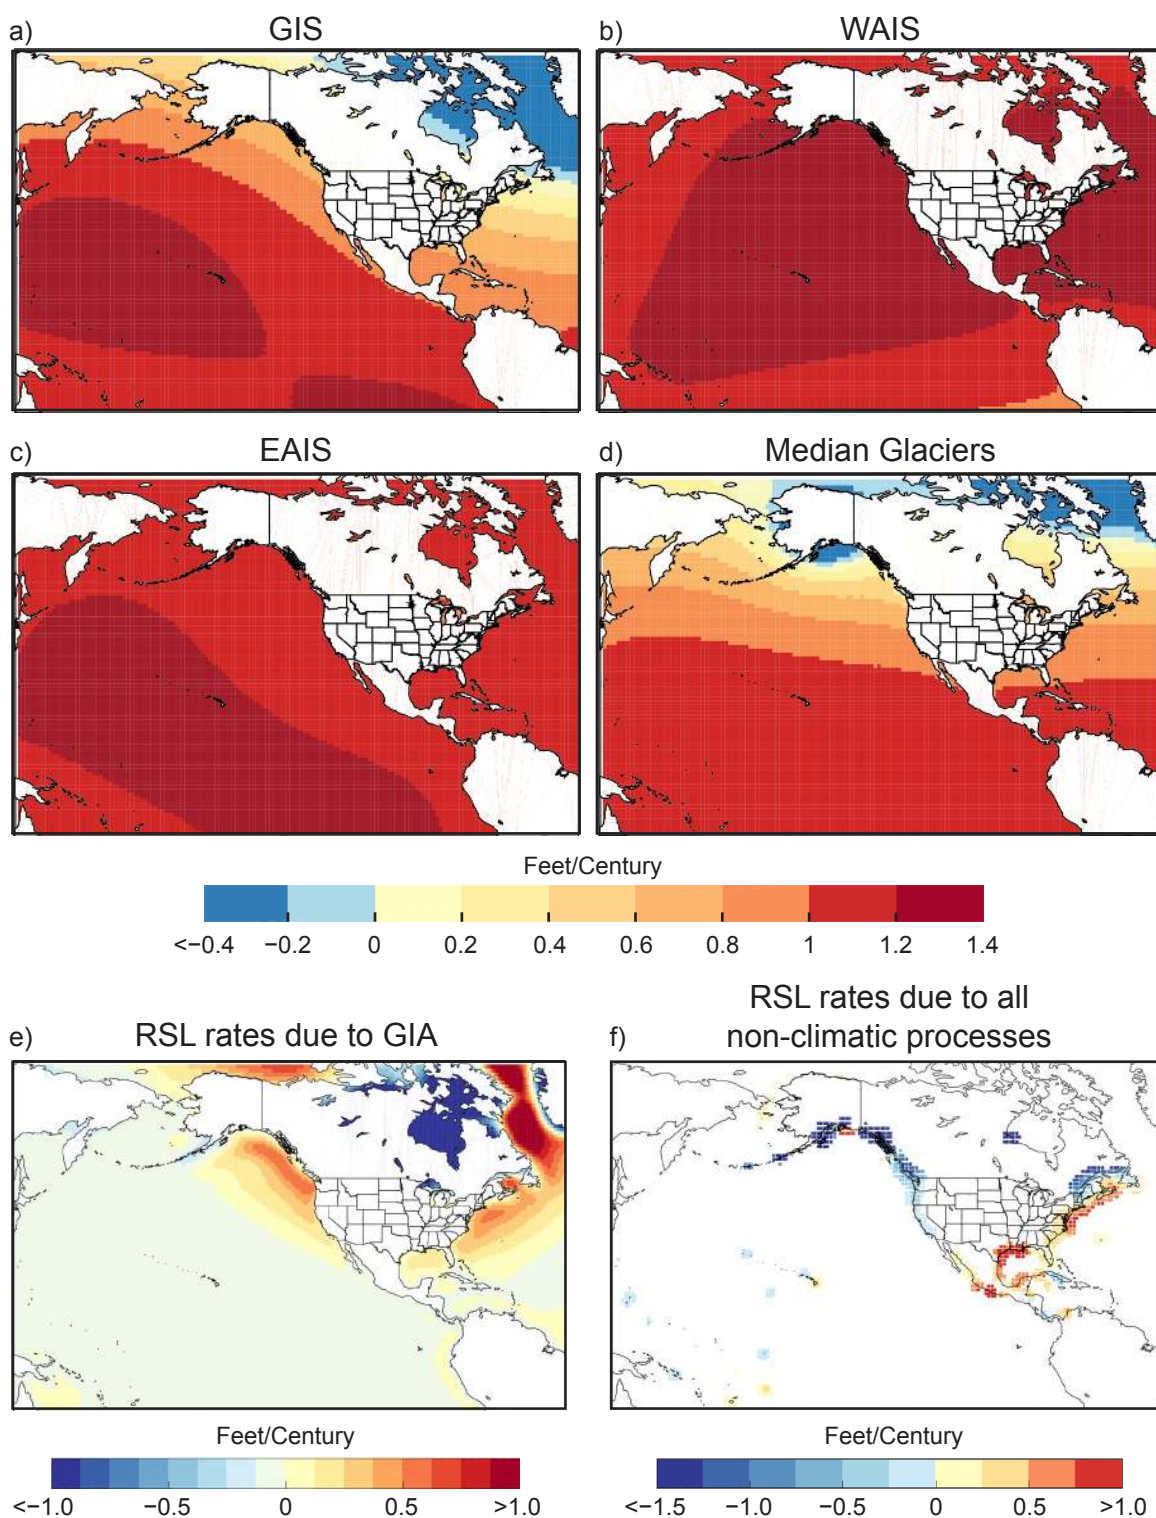 a) GIS
b) WAIS
c) EAIS
d) Median Glaciers
Feet/Century
<−0.4 −0.2 0 0.2 0.4 0.6 0.8 1 1.2 1.4
e) RSL rates due to GIA
f) RSL rates due to all
non-climatic processes
Feet/Century
<−1.0 −0.5 0 0.5 >1.0
Feet/Century
<−1.5 −1.0 −0.5 0 0.5 >1.0